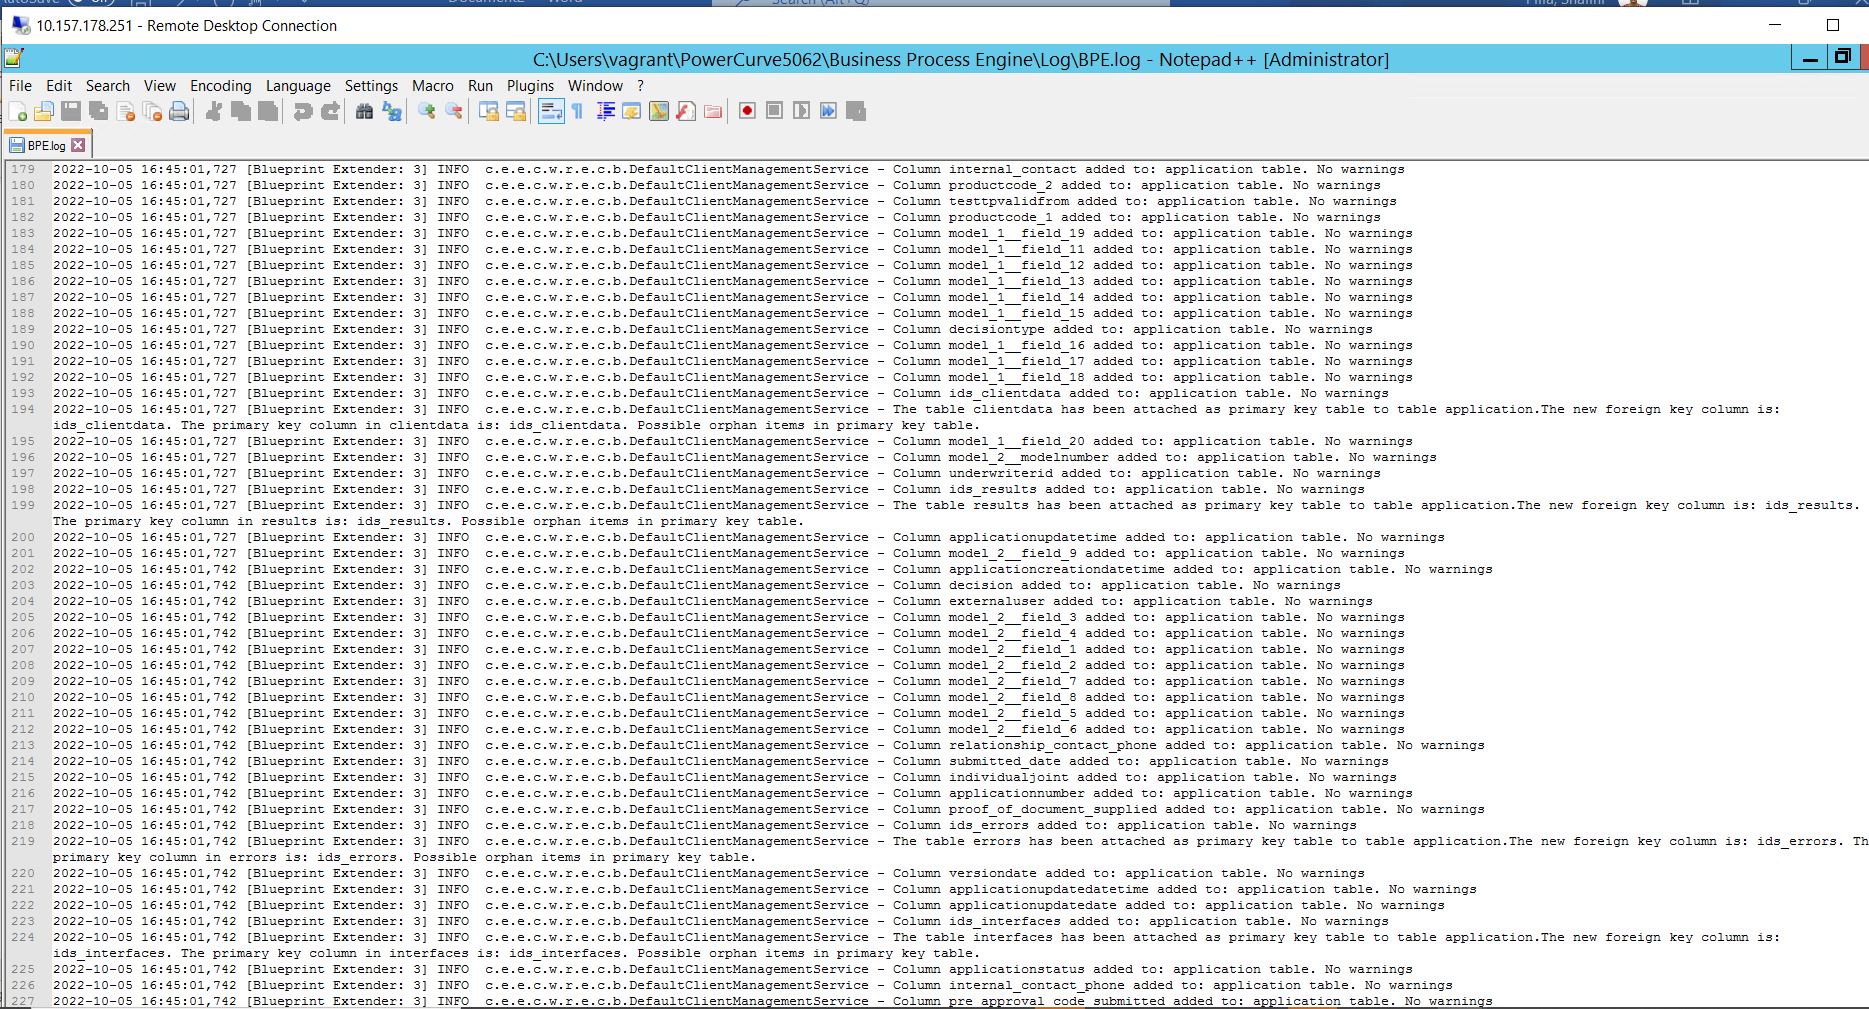 10.157.178.251 - Remote Desktop Connection
C:\Users\vagrant\PowerCurve5062\Business Process Engine\Log\BPE.log - Notepad++ [Administrator]
File Edit Search View Encoding Language Settings Macro Run Plugins Window ?
BPE.log
179 2022-10-05 16:45:01,727 [Blueprint Extender: 3] INFO  c.e.e.c.w.r.e.c.b.DefaultClientManagementService - Column internal_contact added to: application table. No warnings
180 2022-10-05 16:45:01,727 [Blueprint Extender: 3] INFO  c.e.e.c.w.r.e.c.b.DefaultClientManagementService - Column productcode_2 added to: application table. No warnings
181 2022-10-05 16:45:01,727 [Blueprint Extender: 3] INFO  c.e.e.c.w.r.e.c.b.DefaultClientManagementService - Column testtpvalidfrom added to: application table. No warnings
182 2022-10-05 16:45:01,727 [Blueprint Extender: 3] INFO  c.e.e.c.w.r.e.c.b.DefaultClientManagementService - Column productcode_1 added to: application table. No warnings
183 2022-10-05 16:45:01,727 [Blueprint Extender: 3] INFO  c.e.e.c.w.r.e.c.b.DefaultClientManagementService - Column model_1__field_19 added to: application table. No warnings
184 2022-10-05 16:45:01,727 [Blueprint Extender: 3] INFO  c.e.e.c.w.r.e.c.b.DefaultClientManagementService - Column model_1__field_11 added to: application table. No warnings
185 2022-10-05 16:45:01,727 [Blueprint Extender: 3] INFO  c.e.e.c.w.r.e.c.b.DefaultClientManagementService - Column model_1__field_12 added to: application table. No warnings
186 2022-10-05 16:45:01,727 [Blueprint Extender: 3] INFO  c.e.e.c.w.r.e.c.b.DefaultClientManagementService - Column model_1__field_13 added to: application table. No warnings
187 2022-10-05 16:45:01,727 [Blueprint Extender: 3] INFO  c.e.e.c.w.r.e.c.b.DefaultClientManagementService - Column model_1__field_14 added to: application table. No warnings
188 2022-10-05 16:45:01,727 [Blueprint Extender: 3] INFO  c.e.e.c.w.r.e.c.b.DefaultClientManagementService - Column model_1__field_15 added to: application table. No warnings
189 2022-10-05 16:45:01,727 [Blueprint Extender: 3] INFO  c.e.e.c.w.r.e.c.b.DefaultClientManagementService - Column decisiontype added to: application table. No warnings
190 2022-10-05 16:45:01,727 [Blueprint Extender: 3] INFO  c.e.e.c.w.r.e.c.b.DefaultClientManagementService - Column model_1__field_16 added to: application table. No warnings
191 2022-10-05 16:45:01,727 [Blueprint Extender: 3] INFO  c.e.e.c.w.r.e.c.b.DefaultClientManagementService - Column model_1__field_17 added to: application table. No warnings
192 2022-10-05 16:45:01,727 [Blueprint Extender: 3] INFO  c.e.e.c.w.r.e.c.b.DefaultClientManagementService - Column model_1__field_18 added to: application table. No warnings
193 2022-10-05 16:45:01,727 [Blueprint Extender: 3] INFO  c.e.e.c.w.r.e.c.b.DefaultClientManagementService - Column ids_clientdata added to: application table. No warnings
194 2022-10-05 16:45:01,727 [Blueprint Extender: 3] INFO  c.e.e.c.w.r.e.c.b.DefaultClientManagementService - The table clientdata has been attached as primary key table to table application.The new foreign key column is:
ids_clientdata. The primary key column in clientdata is: ids_clientdata. Possible orphan items in primary key table.
195 2022-10-05 16:45:01,727 [Blueprint Extender: 3] INFO  c.e.e.c.w.r.e.c.b.DefaultClientManagementService - Column model_1__field_20 added to: application table. No warnings
196 2022-10-05 16:45:01,727 [Blueprint Extender: 3] INFO  c.e.e.c.w.r.e.c.b.DefaultClientManagementService - Column model_2__modelnumber added to: application table. No warnings
197 2022-10-05 16:45:01,727 [Blueprint Extender: 3] INFO  c.e.e.c.w.r.e.c.b.DefaultClientManagementService - Column underwriterid added to: application table. No warnings
198 2022-10-05 16:45:01,727 [Blueprint Extender: 3] INFO  c.e.e.c.w.r.e.c.b.DefaultClientManagementService - Column ids_results added to: application table. No warnings
199 2022-10-05 16:45:01,727 [Blueprint Extender: 3] INFO  c.e.e.c.w.r.e.c.b.DefaultClientManagementService - The table results has been attached as primary key table to table application.The new foreign key column is: ids_results.
The primary key column in results is: ids_results. Possible orphan items in primary key table.
200 2022-10-05 16:45:01,727 [Blueprint Extender: 3] INFO  c.e.e.c.w.r.e.c.b.DefaultClientManagementService - Column applicationupdatetime added to: application table. No warnings
201 2022-10-05 16:45:01,727 [Blueprint Extender: 3] INFO  c.e.e.c.w.r.e.c.b.DefaultClientManagementService - Column model_2__field_9 added to: application table. No warnings
202 2022-10-05 16:45:01,742 [Blueprint Extender: 3] INFO  c.e.e.c.w.r.e.c.b.DefaultClientManagementService - Column applicationcreationdatetime added to: application table. No warnings
203 2022-10-05 16:45:01,742 [Blueprint Extender: 3] INFO  c.e.e.c.w.r.e.c.b.DefaultClientManagementService - Column decision added to: application table. No warnings
204 2022-10-05 16:45:01,742 [Blueprint Extender: 3] INFO  c.e.e.c.w.r.e.c.b.DefaultClientManagementService - Column externaluser added to: application table. No warnings
205 2022-10-05 16:45:01,742 [Blueprint Extender: 3] INFO  c.e.e.c.w.r.e.c.b.DefaultClientManagementService - Column model_2__field_3 added to: application table. No warnings
206 2022-10-05 16:45:01,742 [Blueprint Extender: 3] INFO  c.e.e.c.w.r.e.c.b.DefaultClientManagementService - Column model_2__field_4 added to: application table. No warnings
207 2022-10-05 16:45:01,742 [Blueprint Extender: 3] INFO  c.e.e.c.w.r.e.c.b.DefaultClientManagementService - Column model_2__field_1 added to: application table. No warnings
208 2022-10-05 16:45:01,742 [Blueprint Extender: 3] INFO  c.e.e.c.w.r.e.c.b.DefaultClientManagementService - Column model_2__field_2 added to: application table. No warnings
209 2022-10-05 16:45:01,742 [Blueprint Extender: 3] INFO  c.e.e.c.w.r.e.c.b.DefaultClientManagementService - Column model_2__field_7 added to: application table. No warnings
210 2022-10-05 16:45:01,742 [Blueprint Extender: 3] INFO  c.e.e.c.w.r.e.c.b.DefaultClientManagementService - Column model_2__field_8 added to: application table. No warnings
211 2022-10-05 16:45:01,742 [Blueprint Extender: 3] INFO  c.e.e.c.w.r.e.c.b.DefaultClientManagementService - Column model_2__field_5 added to: application table. No warnings
212 2022-10-05 16:45:01,742 [Blueprint Extender: 3] INFO  c.e.e.c.w.r.e.c.b.DefaultClientManagementService - Column model_2__field_6 added to: application table. No warnings
213 2022-10-05 16:45:01,742 [Blueprint Extender: 3] INFO  c.e.e.c.w.r.e.c.b.DefaultClientManagementService - Column relationship_contact_phone added to: application table. No warnings
214 2022-10-05 16:45:01,742 [Blueprint Extender: 3] INFO  c.e.e.c.w.r.e.c.b.DefaultClientManagementService - Column submitted_date added to: application table. No warnings
215 2022-10-05 16:45:01,742 [Blueprint Extender: 3] INFO  c.e.e.c.w.r.e.c.b.DefaultClientManagementService - Column individualjoint added to: application table. No warnings
216 2022-10-05 16:45:01,742 [Blueprint Extender: 3] INFO  c.e.e.c.w.r.e.c.b.DefaultClientManagementService - Column applicationnumber added to: application table. No warnings
217 2022-10-05 16:45:01,742 [Blueprint Extender: 3] INFO  c.e.e.c.w.r.e.c.b.DefaultClientManagementService - Column proof_of_document_supplied added to: application table. No warnings
218 2022-10-05 16:45:01,742 [Blueprint Extender: 3] INFO  c.e.e.c.w.r.e.c.b.DefaultClientManagementService - Column ids_errors added to: application table. No warnings
219 2022-10-05 16:45:01,742 [Blueprint Extender: 3] INFO  c.e.e.c.w.r.e.c.b.DefaultClientManagementService - The table errors has been attached as primary key table to table application.The new foreign key column is: ids_errors. Th
primary key column in errors is: ids_errors. Possible orphan items in primary key table.
220 2022-10-05 16:45:01,742 [Blueprint Extender: 3] INFO  c.e.e.c.w.r.e.c.b.DefaultClientManagementService - Column versiondate added to: application table. No warnings
221 2022-10-05 16:45:01,742 [Blueprint Extender: 3] INFO  c.e.e.c.w.r.e.c.b.DefaultClientManagementService - Column applicationupdatedatetime added to: application table. No warnings
222 2022-10-05 16:45:01,742 [Blueprint Extender: 3] INFO  c.e.e.c.w.r.e.c.b.DefaultClientManagementService - Column applicationupdatedate added to: application table. No warnings
223 2022-10-05 16:45:01,742 [Blueprint Extender: 3] INFO  c.e.e.c.w.r.e.c.b.DefaultClientManagementService - Column ids_interfaces added to: application table. No warnings
224 2022-10-05 16:45:01,742 [Blueprint Extender: 3] INFO  c.e.e.c.w.r.e.c.b.DefaultClientManagementService - The table interfaces has been attached as primary key table to table application.The new foreign key column is:
ids_interfaces. The primary key column in interfaces is: ids_interfaces. Possible orphan items in primary key table.
225 2022-10-05 16:45:01,742 [Blueprint Extender: 3] INFO  c.e.e.c.w.r.e.c.b.DefaultClientManagementService - Column applicationstatus added to: application table. No warnings
226 2022-10-05 16:45:01,742 [Blueprint Extender: 3] INFO  c.e.e.c.w.r.e.c.b.DefaultClientManagementService - Column internal_contact_phone added to: application table. No warnings
227 2022-10-05 16:45:01,742 [Blueprint Extender: 3] INFO  c.e.e.c.w.r.e.c.b.DefaultClientManagementService - Column pre_approval_code_submitted added to: application table. No warnings